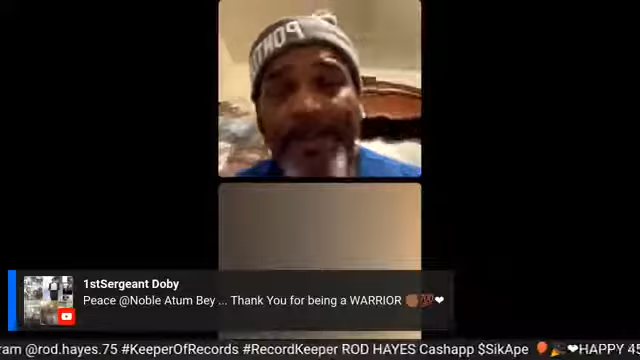 PONTI
1stSergeant Doby
Peace @Noble Atum Bey ... Thank You for being a WARRIOR ✊🏾💯❤
ram @rod.hayes.75 #KeeperOfRecords #RecordKeeper ROD HAYES Cashapp $SikApe 🎈🎉❤HAPPY 45